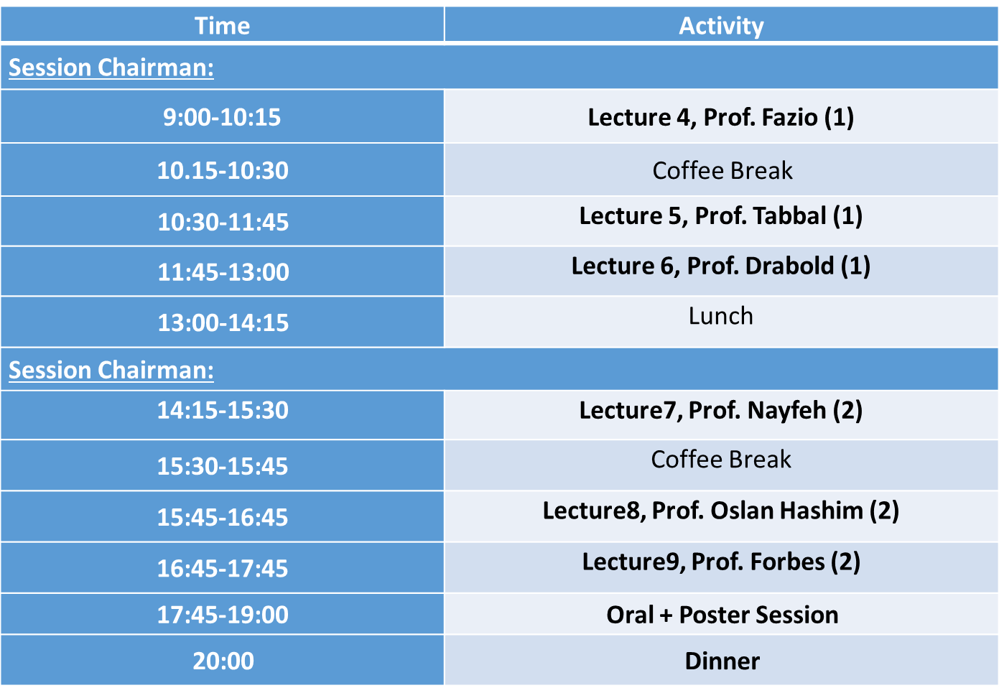 Time Activity
Session Chairman:
9:00-10:15 Lecture 4, Prof. Fazio (1)
10.15-10:30 Coffee Break
10:30-11:45 Lecture 5, Prof. Tabbal (1)
11:45-13:00 Lecture 6, Prof. Drabold (1)
13:00-14:15 Lunch
Session Chairman:
14:15-15:30 Lecture7, Prof. Nayfeh (2)
15:30-15:45 Coffee Break
15:45-16:45 Lecture8, Prof. Oslan Hashim (2)
16:45-17:45 Lecture9, Prof. Forbes (2)
17:45-19:00 Oral + Poster Session
20:00 Dinner